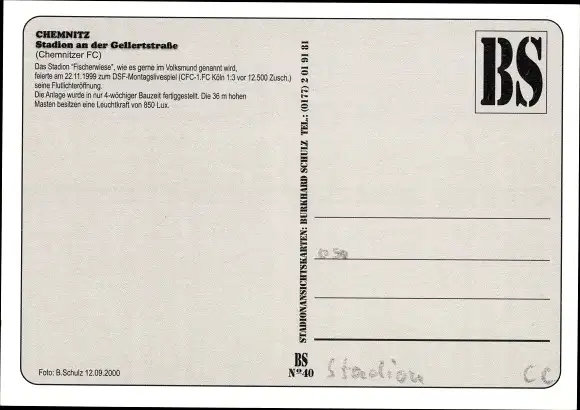 CHEMNITZ
Stadion an der Gellertstraße
(Chemnitzer FC)
Das Stadion "Fischerwiese", wie es gerne im Volksmund genannt wird,
feierte am 22.11.1999 zum DSF-Montagslivespiel (CFC-1.FC Köln 1:3 vor 12.500 Zusch.)
seine Flutlichteröffnung.
Die Anlage wurde in nur 4-wöchiger Bauzeit fertiggestellt. Die 36 m hohen
Masten besitzen eine Leuchtkraft von 850 Lux.
Foto: B.Schulz 12.09.2000
STADIONANSICHTSKARTEN: BURKHARD SCHULZ TEL.: (0177) 2 01 91 81
BS
Nº 40
BS
Stadion
CC